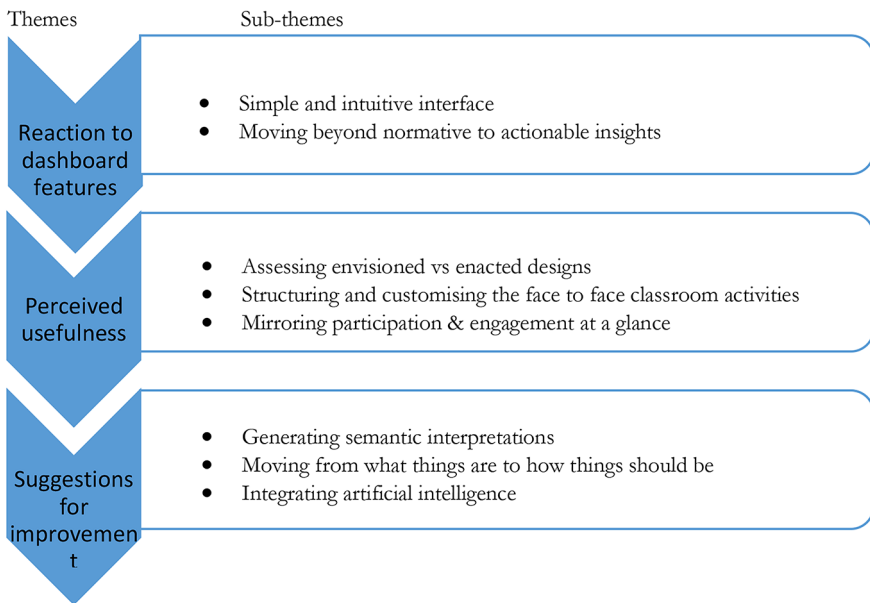 Themes
Sub-themes
Reaction to
dashboard
features
• Simple and intuitive interface
• Moving beyond normative to actionable insights
Perceived
usefulness
• Assessing envisioned vs enacted designs
• Structuring and customising the face to face classroom activities
• Mirroring participation & engagement at a glance
Suggestions
for
improvemen
t
• Generating semantic interpretations
• Moving from what things are to how things should be
• Integrating artificial intelligence